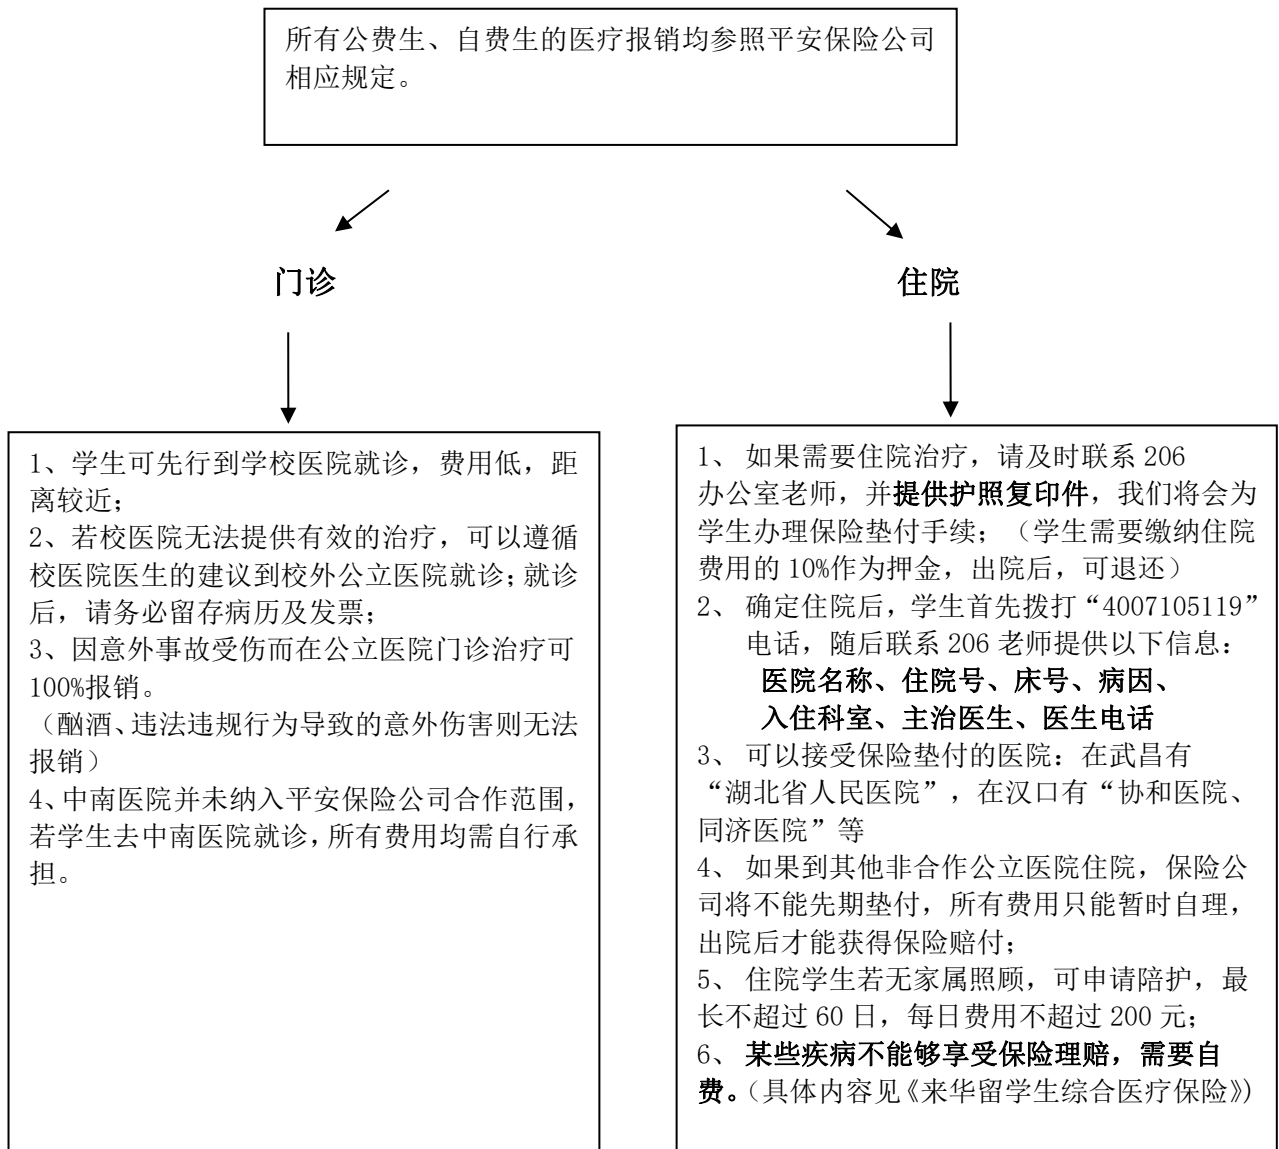 所有公费生、自费生的医疗报销均参照平安保险公司
相应规定。
门诊
住院
1、学生可先行到学校医院就诊，费用低，距
离较近；
2、若校医院无法提供有效的治疗，可以遵循
校医院医生的建议到校外公立医院就诊；就诊
后，请务必留存病历及发票；
3、因意外事故受伤而在公立医院门诊治疗可
100%报销。
（酗酒、违法违规行为导致的意外伤害则无法
报销）
4、中南医院并未纳入平安保险公司合作范围，
若学生去中南医院就诊，所有费用均需自行承
担。
1、 如果需要住院治疗，请及时联系 206
办公室老师，并提供护照复印件，我们将会为
学生办理保险垫付手续；（学生需要缴纳住院
费用的 10%作为押金，出院后，可退还）
2、 确定住院后，学生首先拨打“4007105119”
电话，随后联系 206 老师提供以下信息：
医院名称、住院号、床号、病因、
入住科室、主治医生、医生电话
3、 可以接受保险垫付的医院：在武昌有
“湖北省人民医院”，在汉口有“协和医院、
同济医院”等
4、 如果到其他非合作公立医院住院，保险公
司将不能先期垫付，所有费用只能暂时自理，
出院后才能获得保险赔付；
5、 住院学生若无家属照顾，可申请陪护，最
长不超过 60 日，每日费用不超过 200 元；
6、 某些疾病不能够享受保险理赔，需要自
费。（具体内容见《来华留学生综合医疗保险》）